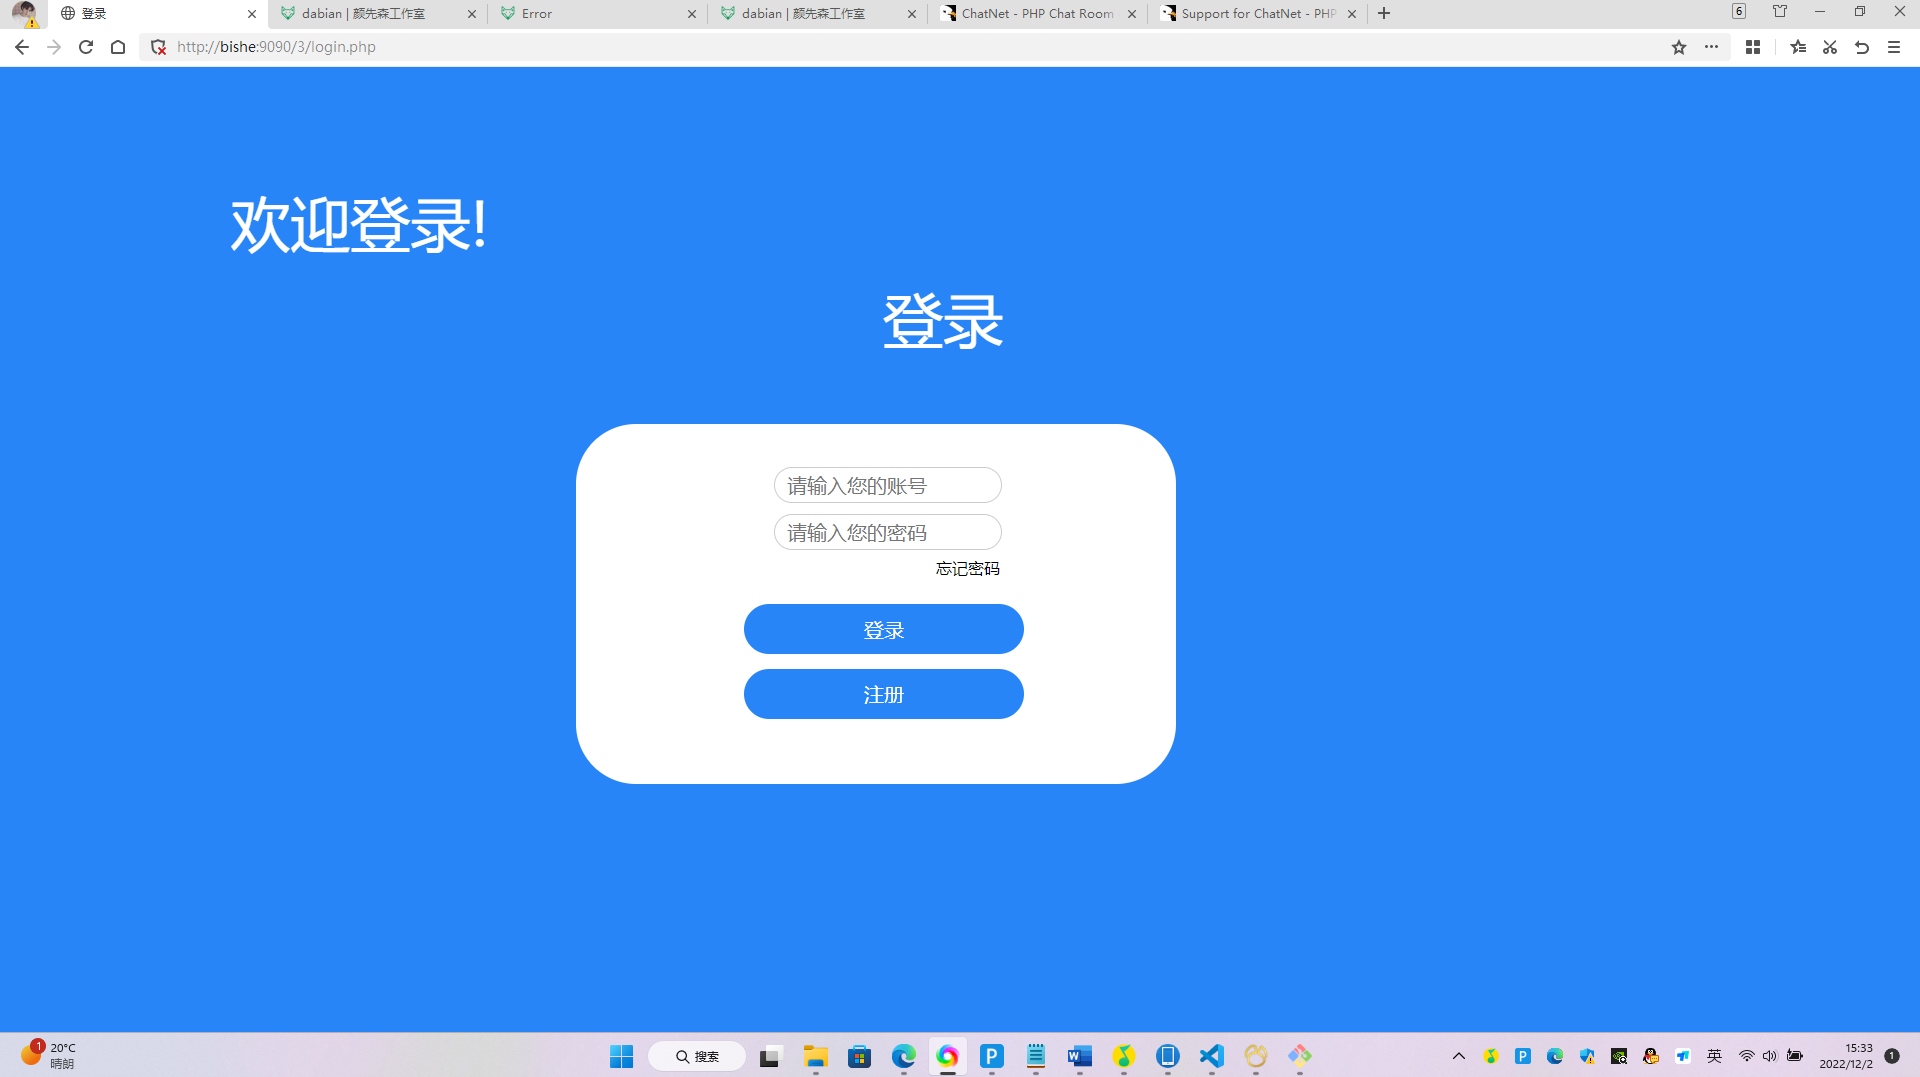 登录
dabian | 颜先森工作室
Error
dabian | 颜先森工作室
ChatNet - PHP Chat Room
Support for ChatNet - PHP
6
http://bishe:9090/3/login.php
欢迎登录!
登录
请输入您的账号
请输入您的密码
忘记密码
登录
注册
1
20°C
晴朗
搜索
英
15:33
2022/12/2
1